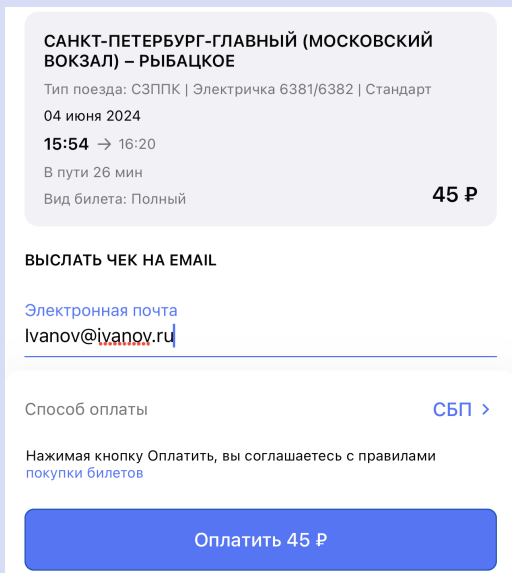 САНКТ-ПЕТЕРБУРГ-ГЛАВНЫЙ (МОСКОВСКИЙ
ВОКЗАЛ) – РЫБАЦКОЕ
Тип поезда: СЗППК | Электричка 6381/6382 | Стандарт
04 июня 2024
15:54 → 16:20
В пути 26 мин
Вид билета: Полный
45 ₽
ВЫСЛАТЬ ЧЕК НА EMAIL
Электронная почта
Ivanov@ivanov.ru
Способ оплаты
СБП >
Нажимая кнопку Оплатить, вы соглашаетесь с правилами
покупки билетов
Оплатить 45 ₽